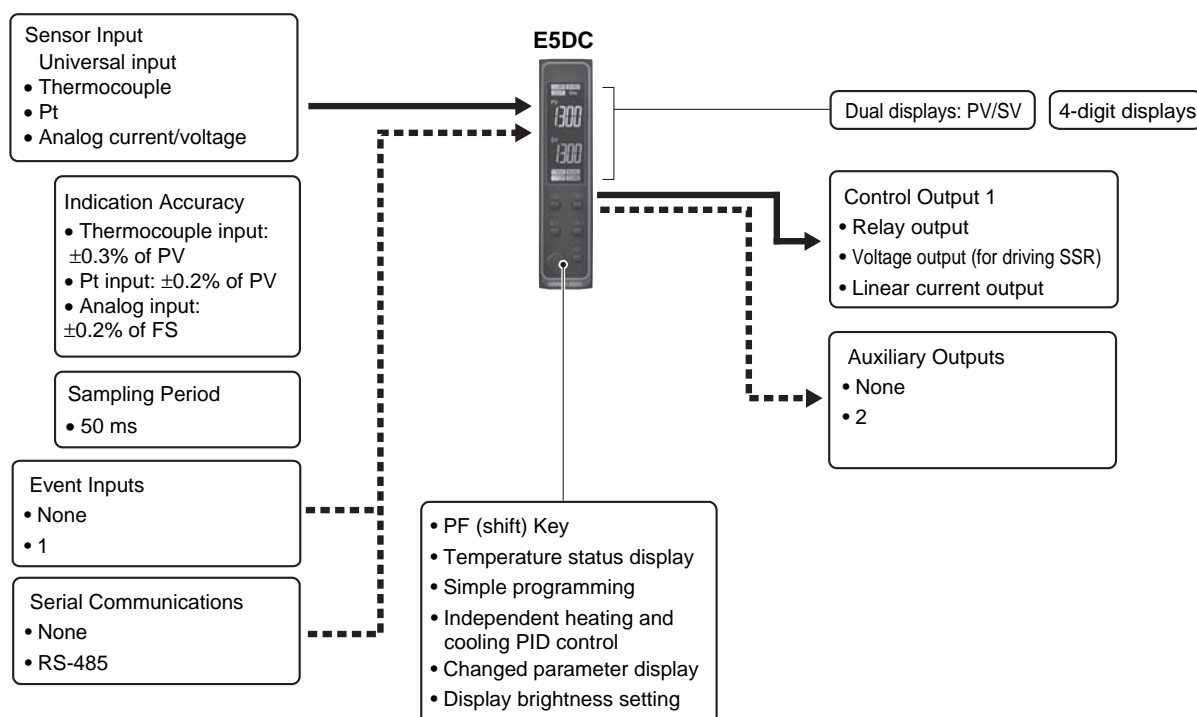 E5DC
Sensor Input
Universal input
• Thermocouple
• Pt
• Analog current/voltage
Indication Accuracy
• Thermocouple input:
±0.3% of PV
• Pt input: ±0.2% of PV
• Analog input:
±0.2% of FS
Sampling Period
• 50 ms
Event Inputs
• None
• 1
Serial Communications
• None
• RS-485
PV
1300
SV
1300
Dual displays: PV/SV
4-digit displays
Control Output 1
• Relay output
• Voltage output (for driving SSR)
• Linear current output
Auxiliary Outputs
• None
• 2
• PF (shift) Key
• Temperature status display
• Simple programming
• Independent heating and
cooling PID control
• Changed parameter display
• Display brightness setting